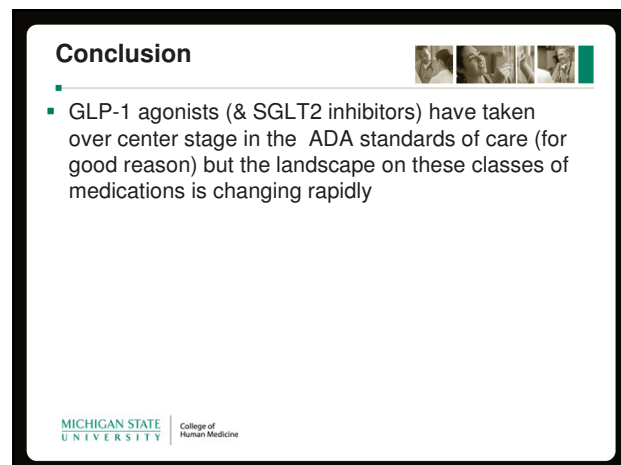 Conclusion
▪ GLP-1 agonists (& SGLT2 inhibitors) have taken
over center stage in the  ADA standards of care (for
good reason) but the landscape on these classes of
medications is changing rapidly
MICHIGAN STATE
UNIVERSITY
College of
Human Medicine